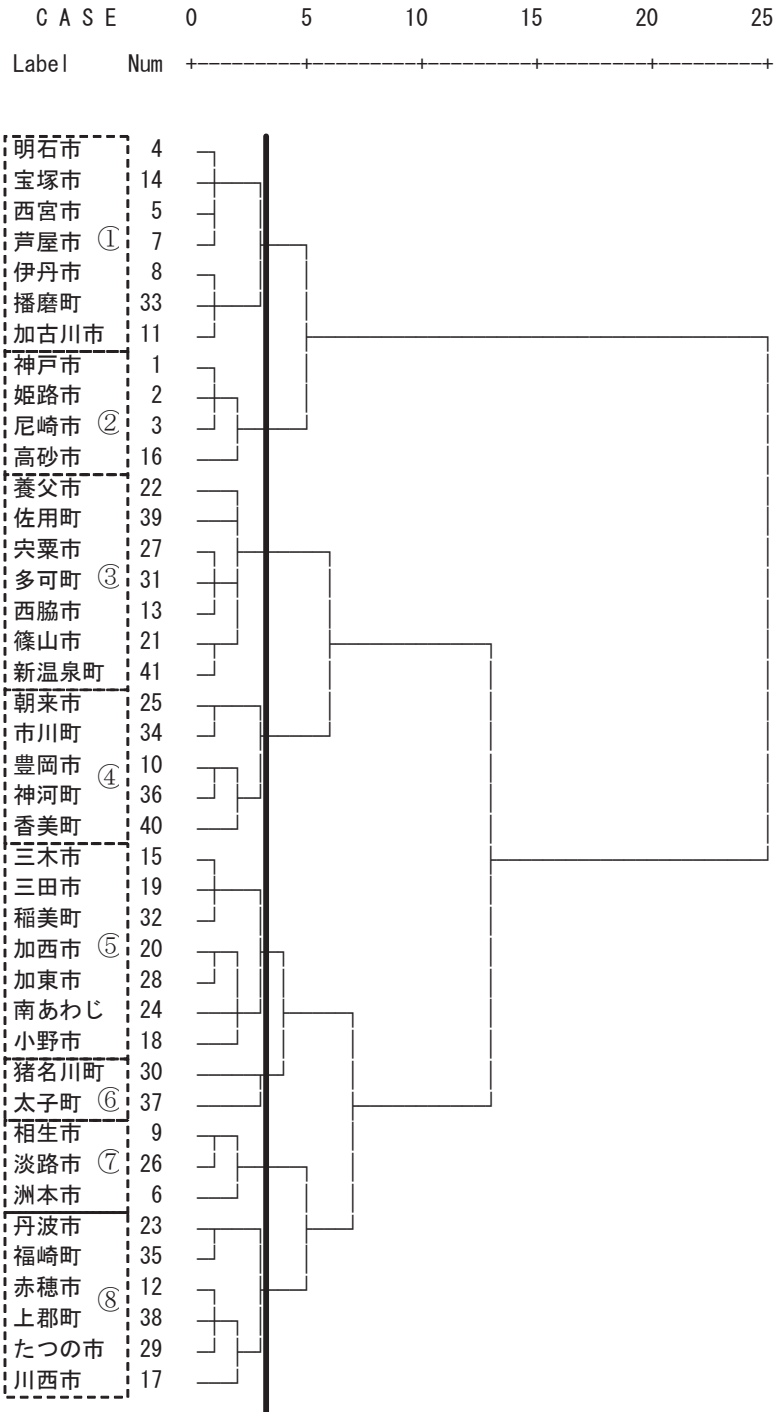 C A S E 0 5 10 15 20 25
Label Num +---------+---------+---------+---------+---------+
明石市 4
宝塚市 14
西宮市 5
芦屋市 ① 7
伊丹市 8
播磨町 33
加古川市 11
神戸市 1
姫路市 2
尼崎市 ② 3
高砂市 16
養父市 22
佐用町 39
宍粟市 27
多可町 ③ 31
西脇市 13
篠山市 21
新温泉町 41
朝来市 25
市川町 34
豊岡市 ④ 10
神河町 36
香美町 40
三木市 15
三田市 19
稲美町 32
加西市 ⑤ 20
加東市 28
南あわじ 24
小野市 18
猪名川町 30
太子町 ⑥ 37
相生市 9
淡路市 ⑦ 26
洲本市 6
丹波市 23
福崎町 35
赤穂市 ⑧ 12
上郡町 38
たつの市 29
川西市 17